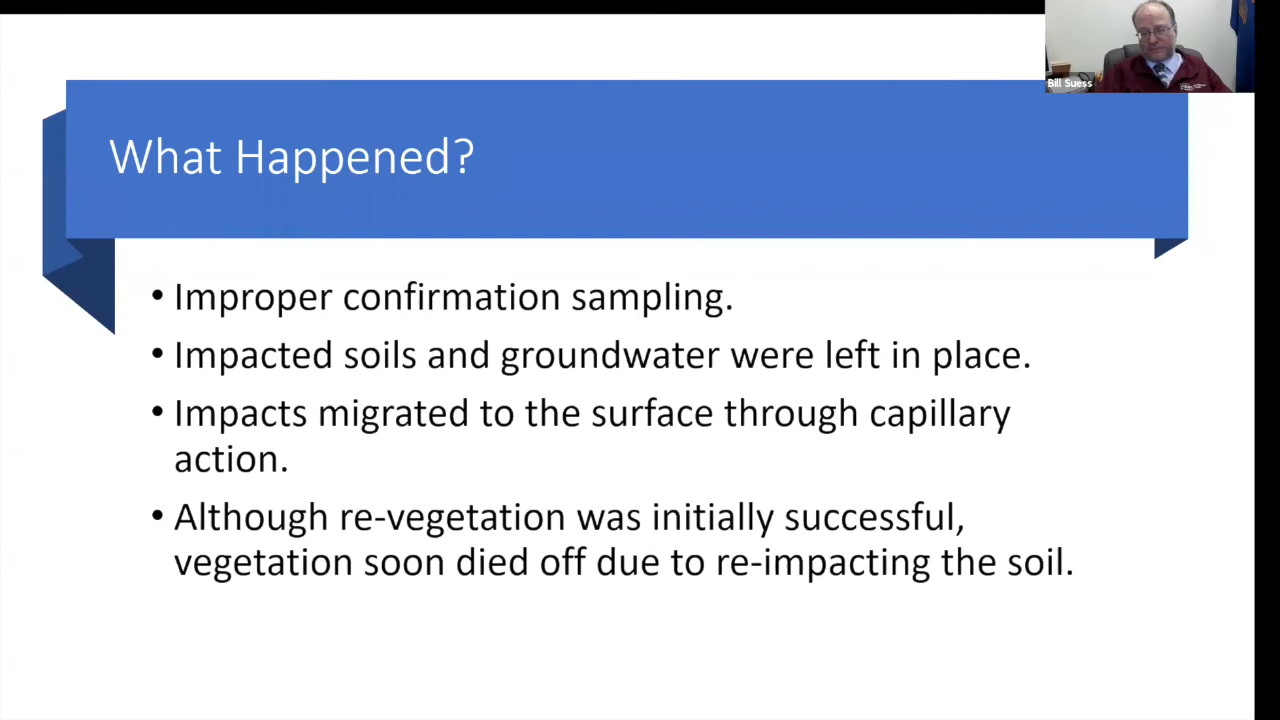 Bill Suess
What Happened?
• Improper confirmation sampling.
• Impacted soils and groundwater were left in place.
• Impacts migrated to the surface through capillary
action.
• Although re-vegetation was initially successful,
vegetation soon died off due to re-impacting the soil.